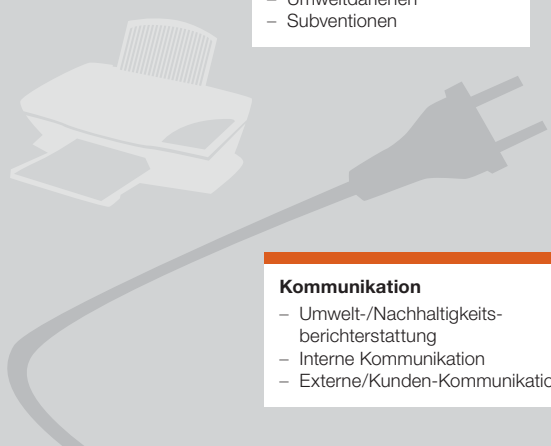 – Subventionen
Kommunikation
– Umwelt-/Nachhaltigkeits-
berichterstattung
– Interne Kommunikation
– Externe/Kunden-Kommunikatio